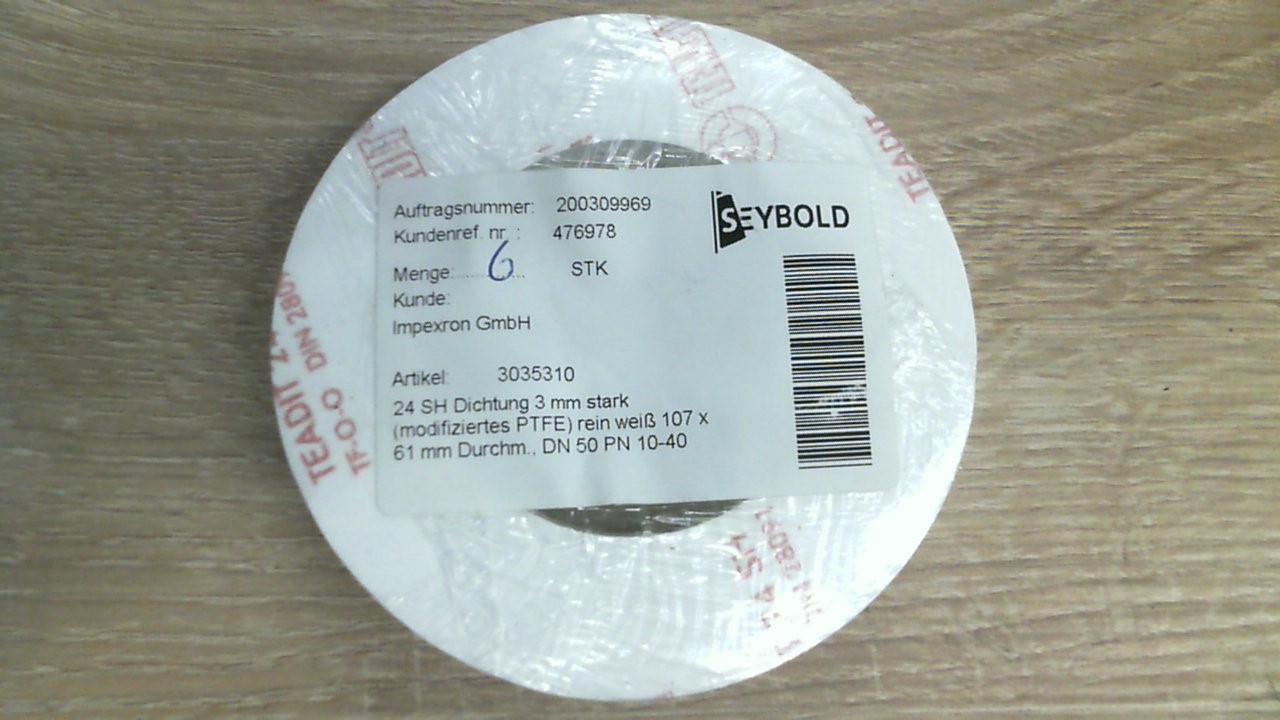 SEYBOLD
Auftragsnummer: 200309969
Kundenref. nr. : 476978
Menge:......6... STK
Kunde:
Impexron GmbH
Artikel: 3035310
24 SH Dichtung 3 mm stark
(modifiziertes PTFE) rein weiß 107 x
61 mm Durchm., DN 50 PN 10-40
TEADIT
TEADIT
TF-O-O DIN 28091